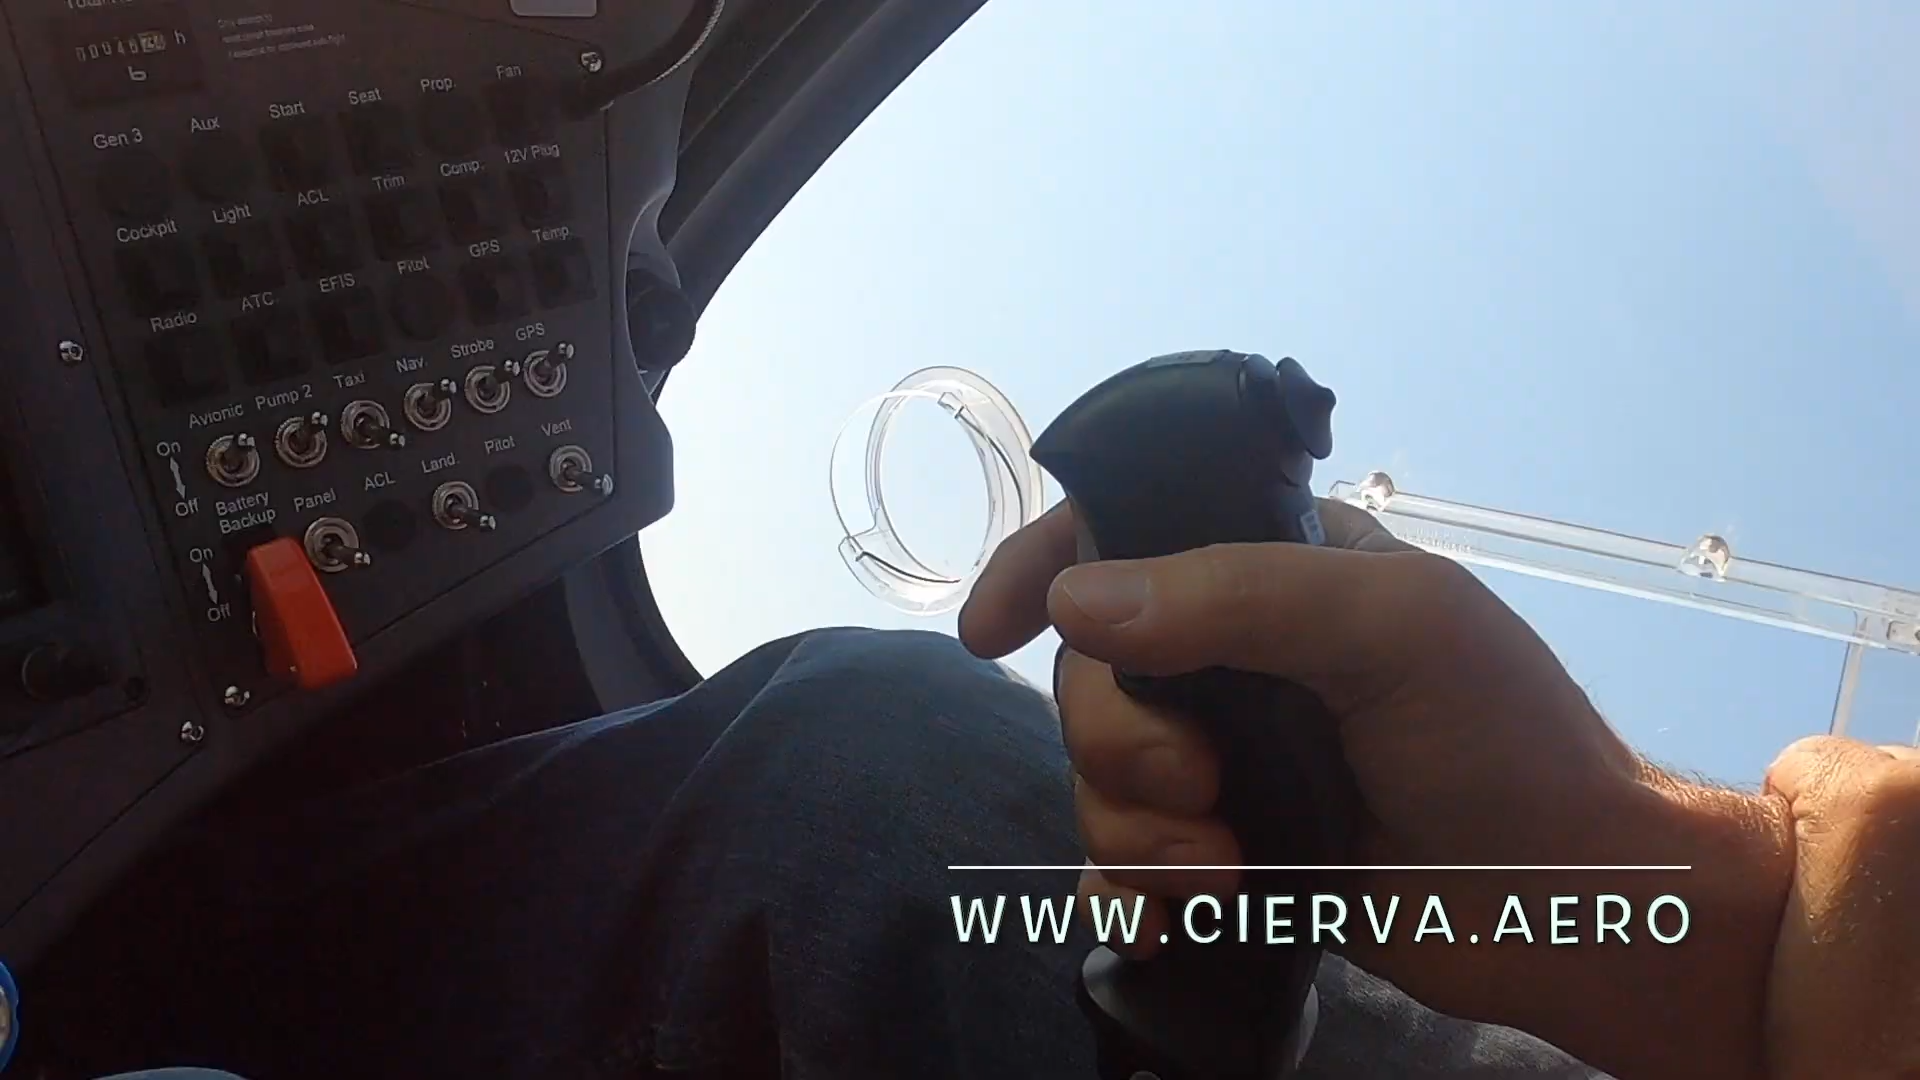 Gen 3 Aux Start Seat Prop. Fan
Cockpit Light ACL Trim Comp. 12V Plug
Radio ATC EFIS Pitot GPS Temp.
Avionic Pump 2 Taxi Nav. Strobe GPS
On
Off
Battery Backup Panel ACL Land. Pitot Vent
On
Off
WWW.CIERVA.AERO